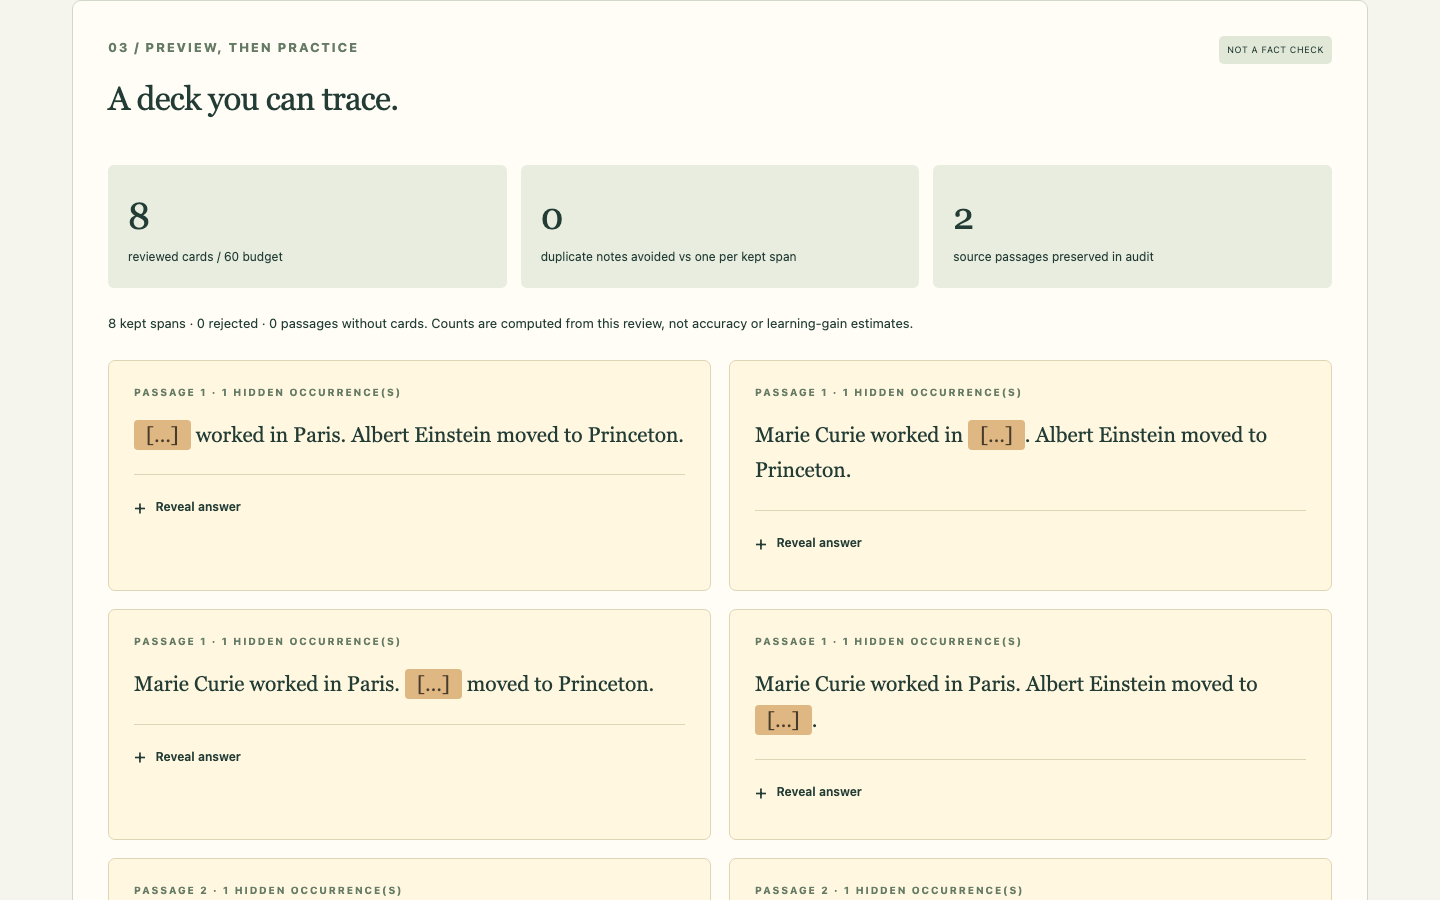 03 / PREVIEW, THEN PRACTICE
NOT A FACT CHECK
A deck you can trace.
8
reviewed cards / 60 budget
0
duplicate notes avoided vs one per kept span
2
source passages preserved in audit
8 kept spans · 0 rejected · 0 passages without cards. Counts are computed from this review, not accuracy or learning-gain estimates.
PASSAGE 1 · 1 HIDDEN OCCURRENCE(S)
[...] worked in Paris. Albert Einstein moved to Princeton.
+ Reveal answer
PASSAGE 1 · 1 HIDDEN OCCURRENCE(S)
Marie Curie worked in [...] . Albert Einstein moved to
Princeton.
+ Reveal answer
PASSAGE 1 · 1 HIDDEN OCCURRENCE(S)
Marie Curie worked in Paris. [...] moved to Princeton.
+ Reveal answer
PASSAGE 1 · 1 HIDDEN OCCURRENCE(S)
Marie Curie worked in Paris. Albert Einstein moved to
[...] .
+ Reveal answer
PASSAGE 2 · 1 HIDDEN OCCURRENCE(S)
PASSAGE 2 · 1 HIDDEN OCCURRENCE(S)